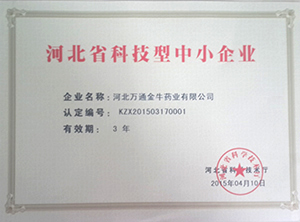 河北省科技型中小企业
企业名称：河北万通金牛药业有限公司
认定编号：KZX201503170001
有效期：3 年
河北省科学技术厅
2015年04月10日